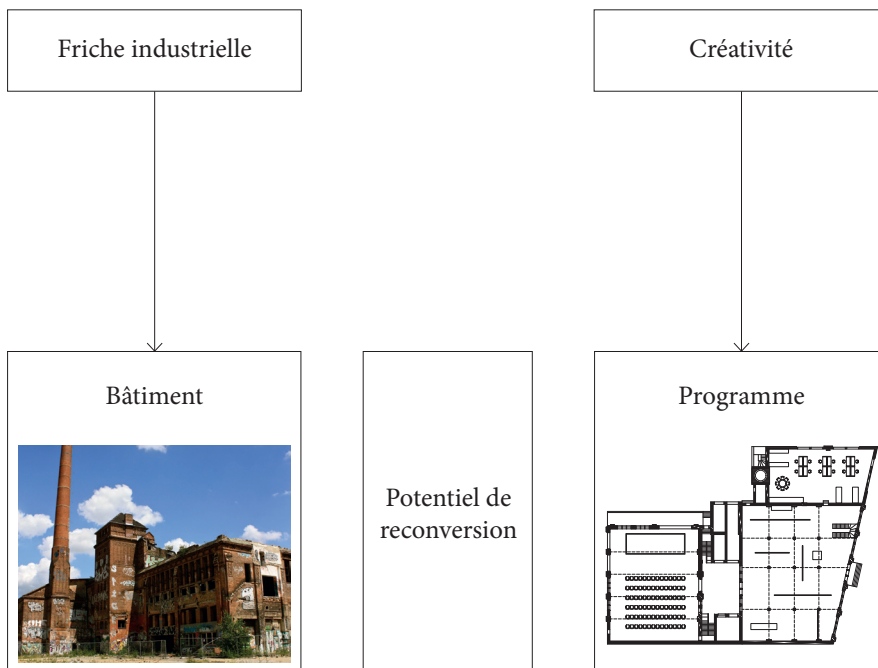 Friche industrielle
Créativité
Bâtiment
Potentiel de
reconversion
Programme